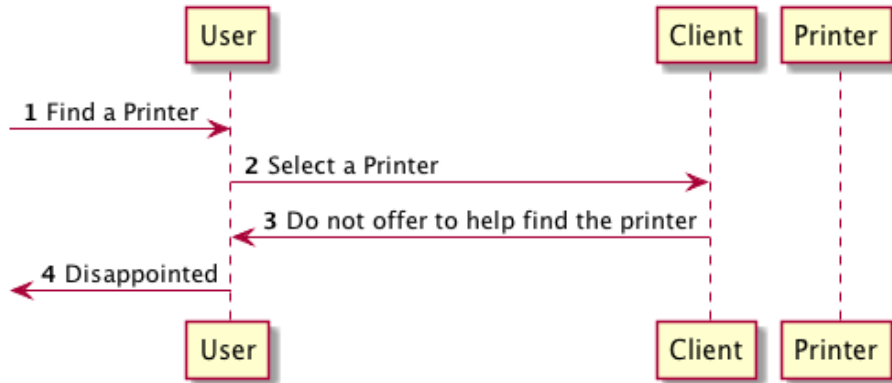 User Client Printer
1 Find a Printer
2 Select a Printer
3 Do not offer to help find the printer
4 Disappointed
User Client Printer